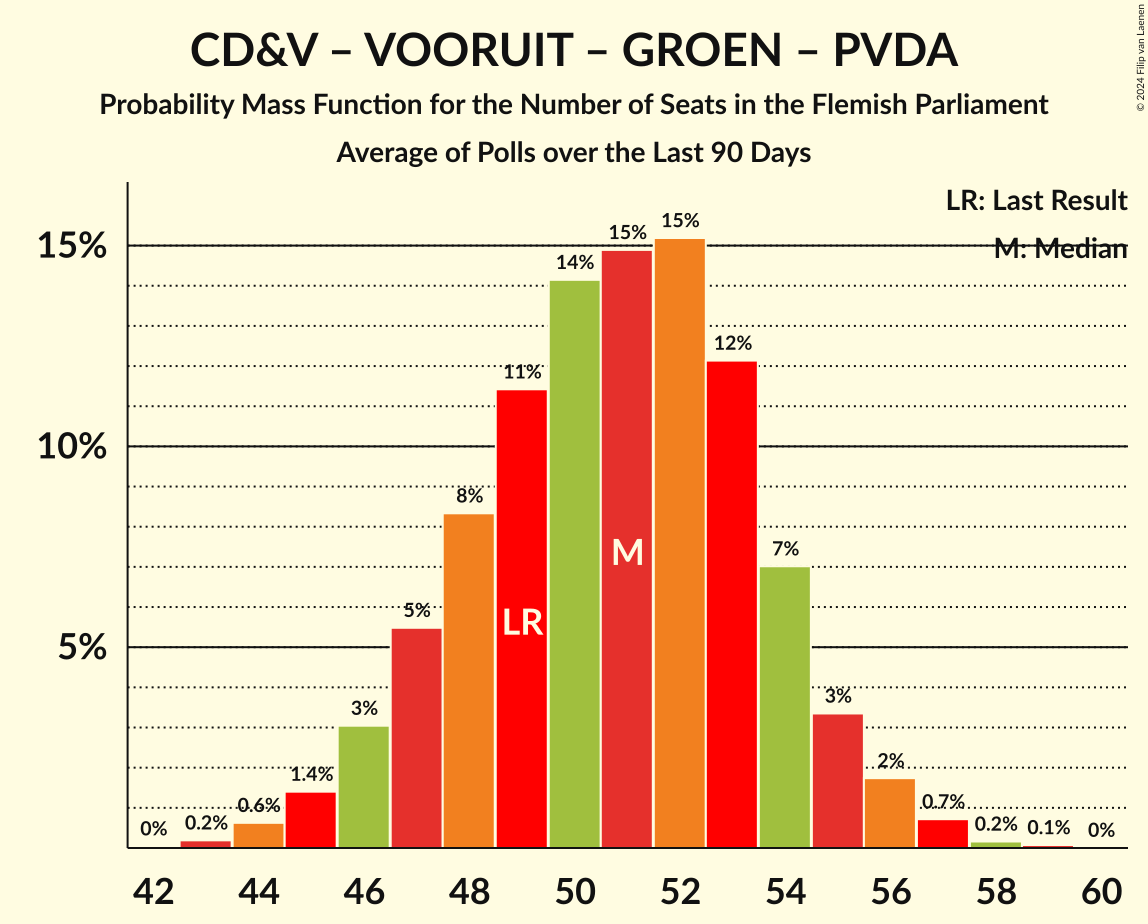 CD&V – VOORUIT – GROEN – PVDA
Probability Mass Function for the Number of Seats in the Flemish Parliament
Average of Polls over the Last 90 Days
© 2024 Filip van Laenen
LR: Last Result
M: Median
15%
10%
5%
0%
0.2%
0.6%
1.4%
3%
5%
8%
11%
14%
15%
15%
12%
7%
3%
2%
0.7%
0.2%
0.1%
0%
LR
M
42 44 46 48 50 52 54 56 58 60